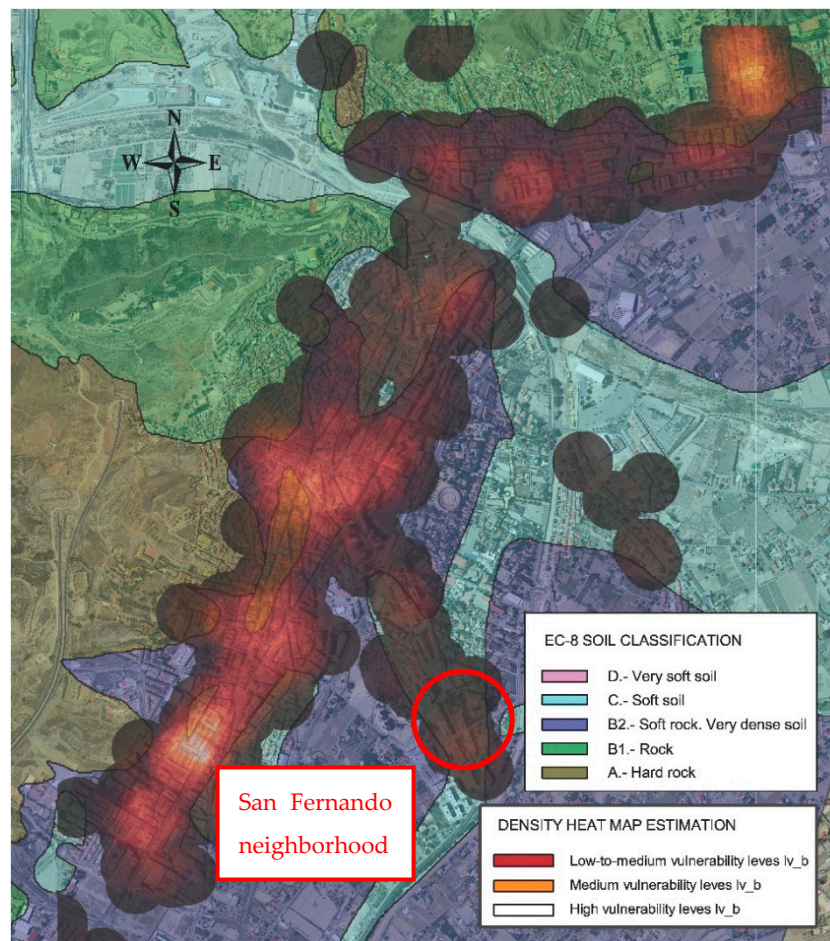 N
W E
S
EC-8 SOIL CLASSIFICATION
D.- Very soft soil
C.- Soft soil
B2.- Soft rock. Very dense soil
B1.- Rock
A.- Hard rock
San Fernando
neighborhood
DENSITY HEAT MAP ESTIMATION
Low-to-medium vulnerability leves lv_b
Medium vulnerability leves lv_b
High vulnerability leves lv_b